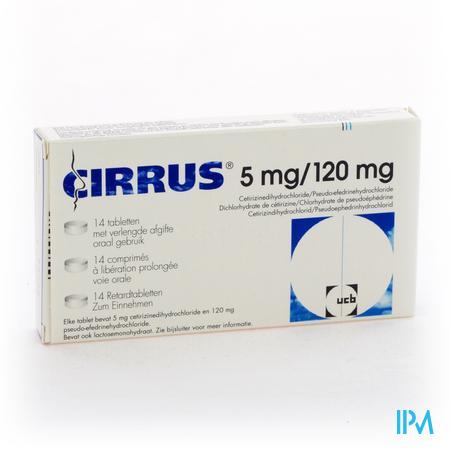 CIRRUS® 5 mg/120 mg
Cetirizinedihydrochloride/Pseudo-efedrinehydrochloride
Dichlorhydrate de cétirizine/Chlorhydrate de pseudoéphédrine
Cetirizindihydrochlorid/Pseudoephedrinhydrochlorid
14 tabletten
met verlengde afgifte
oraal gebruik
14 comprimés
à libération prolongée
voie orale
14 Retardtabletten
Zum Einnehmen
ucb
Elke tablet bevat 5 mg cetirizinedihydrochloride en 120 mg
pseudo-efedrinehydrochloride.
Bevat ook lactosemonohydraat. Zie bijsluiter voor meer informatie.
IPM